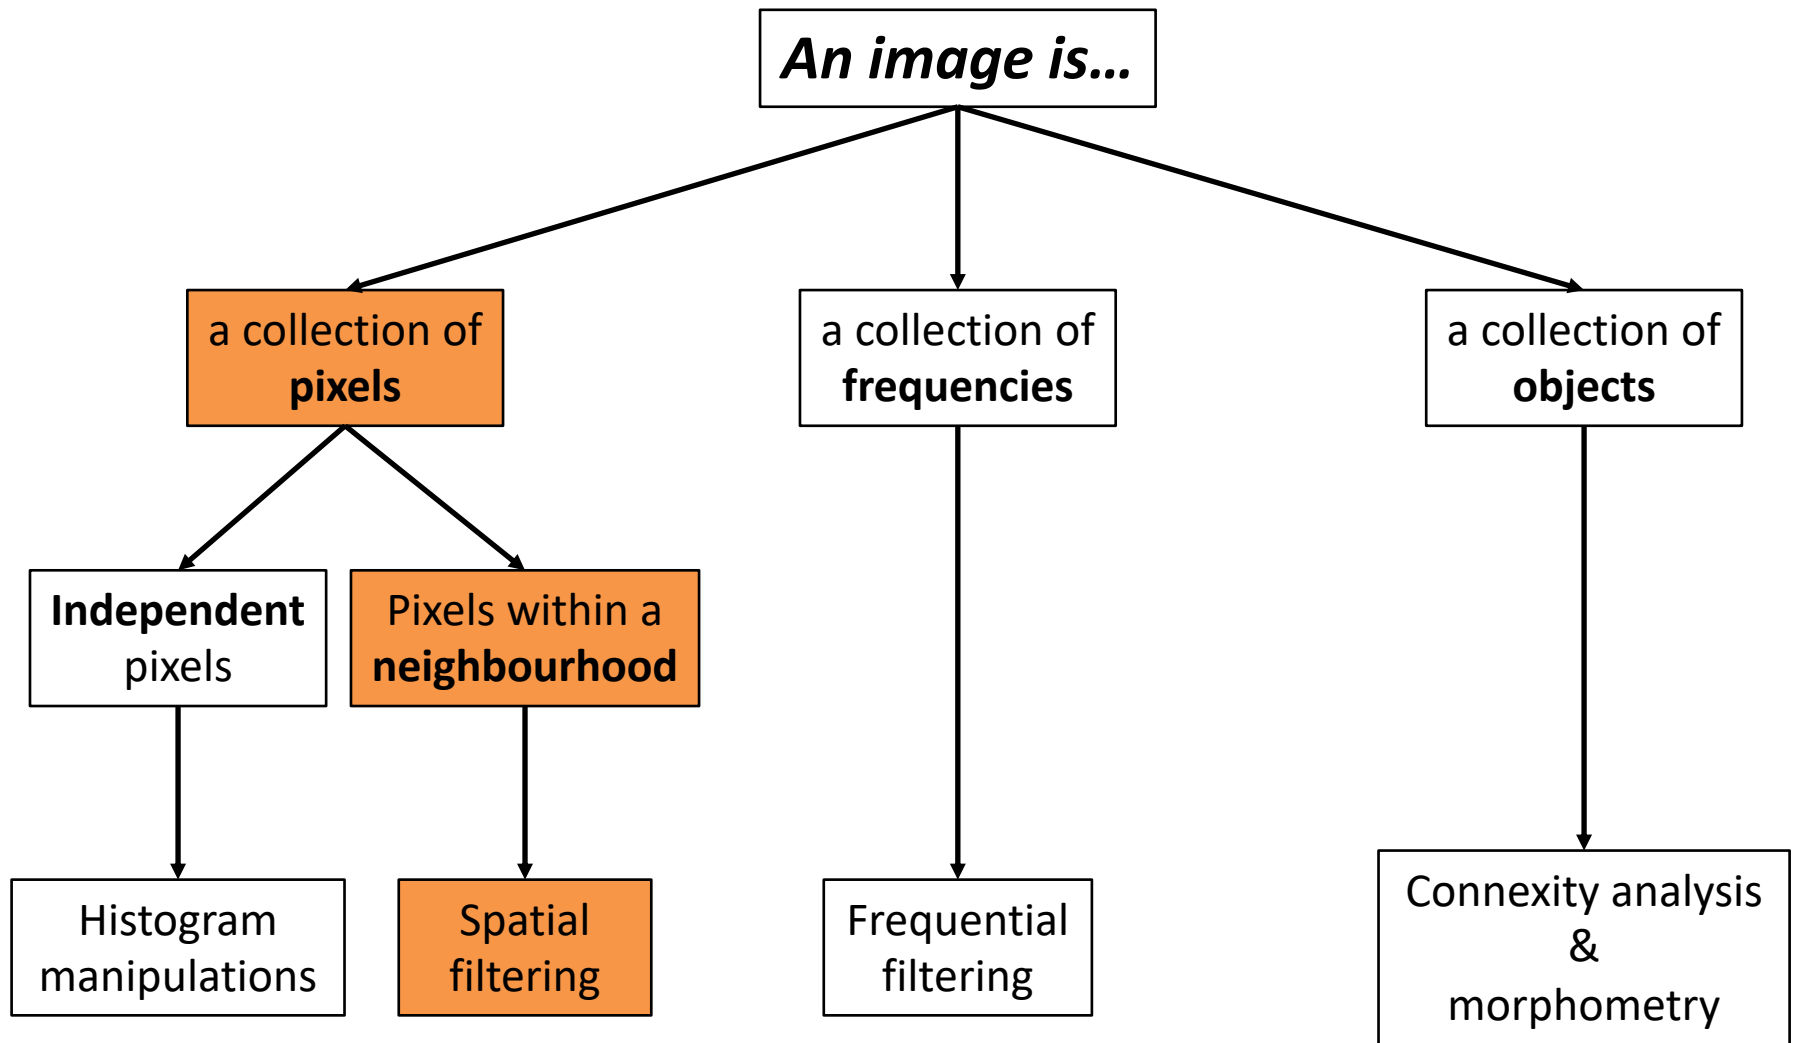 An image is…
a collection of
pixels
a collection of
frequencies
a collection of
objects
Independent
pixels
Pixels within a
neighbourhood
Histogram
manipulations
Spatial
filtering
Frequential
filtering
Connexity analysis
&
morphometry